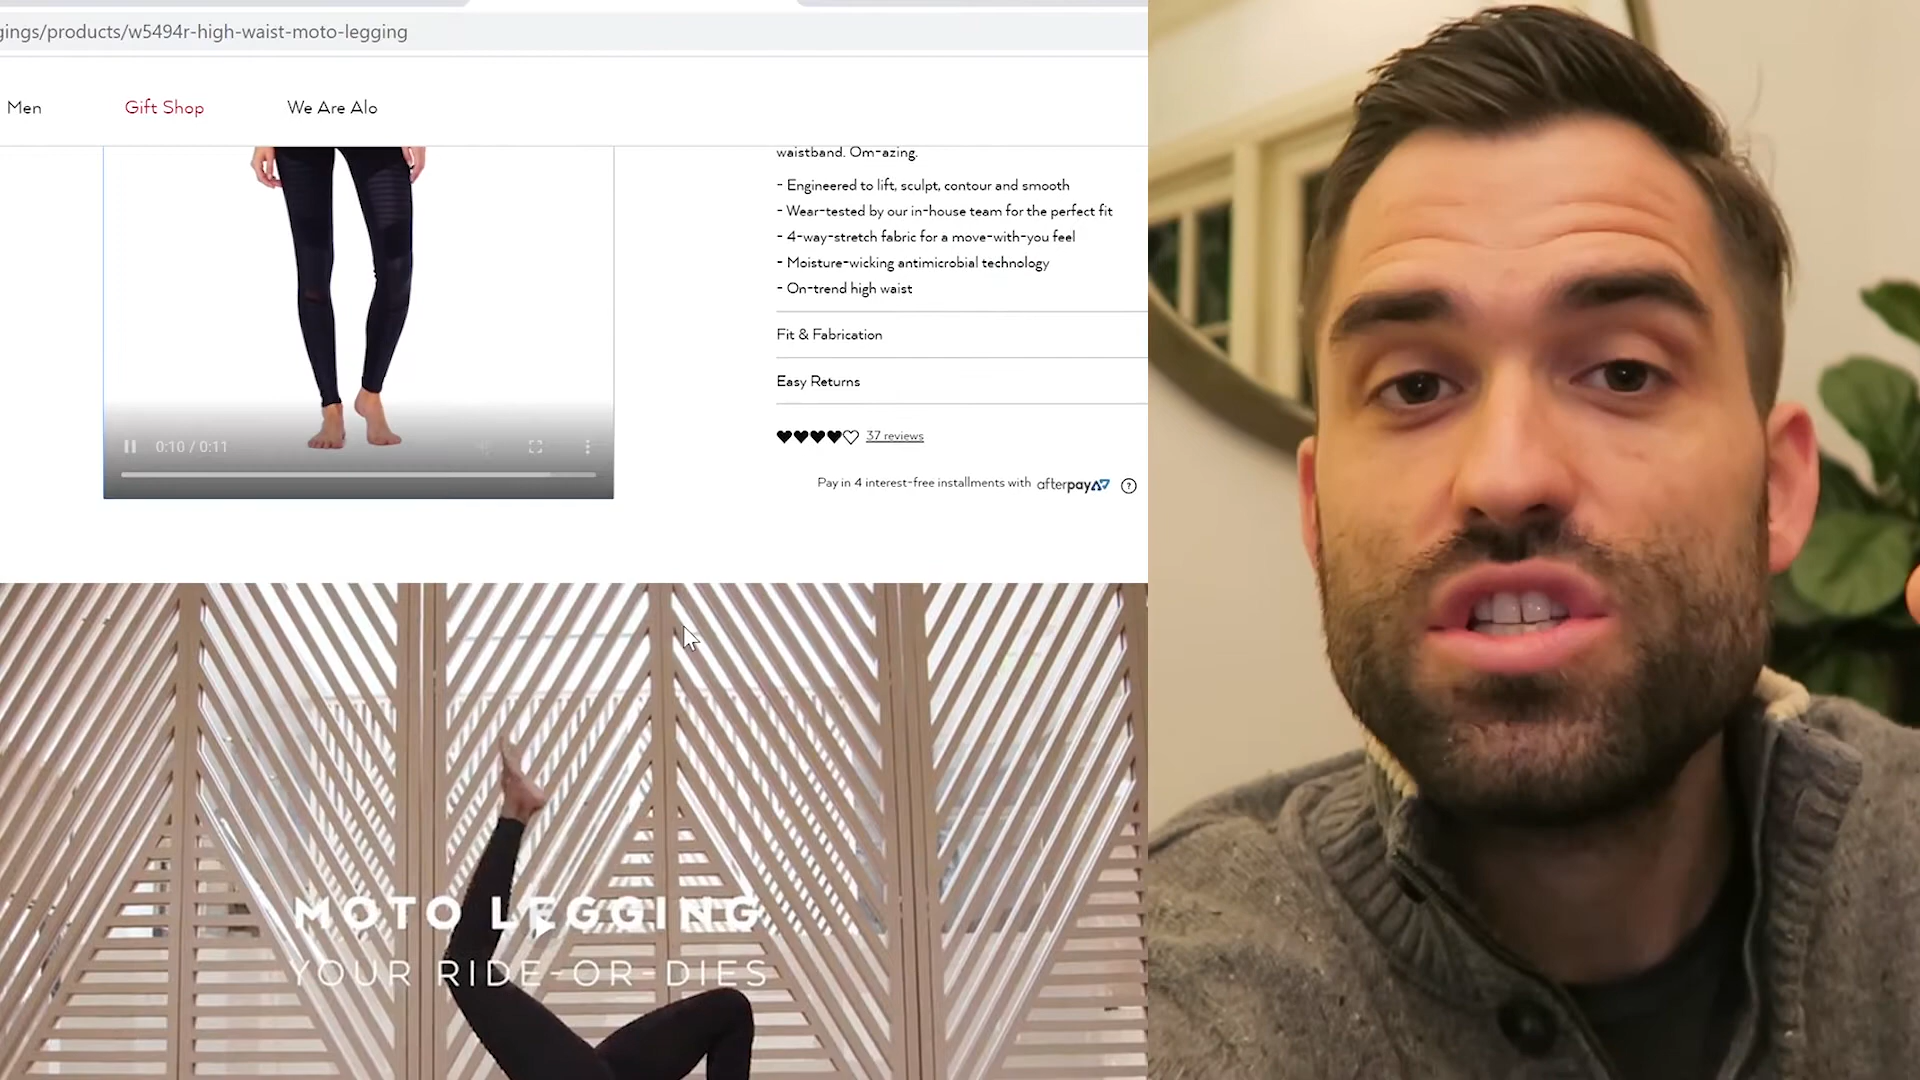 gings/products/w5494r-high-waist-moto-legging
Men
Gift Shop
We Are Alo
waistband. Om-azing.
- Engineered to lift, sculpt, contour and smooth
- Wear-tested by our in-house team for the perfect fit
- 4-way-stretch fabric for a move-with-you feel
- Moisture-wicking antimicrobial technology
- On-trend high waist
Fit & Fabrication
Easy Returns
0:10 / 0:11
37 reviews
Pay in 4 interest-free installments with afterpay
?
MOTO LEGGING
YOUR RIDE-OR-DIES